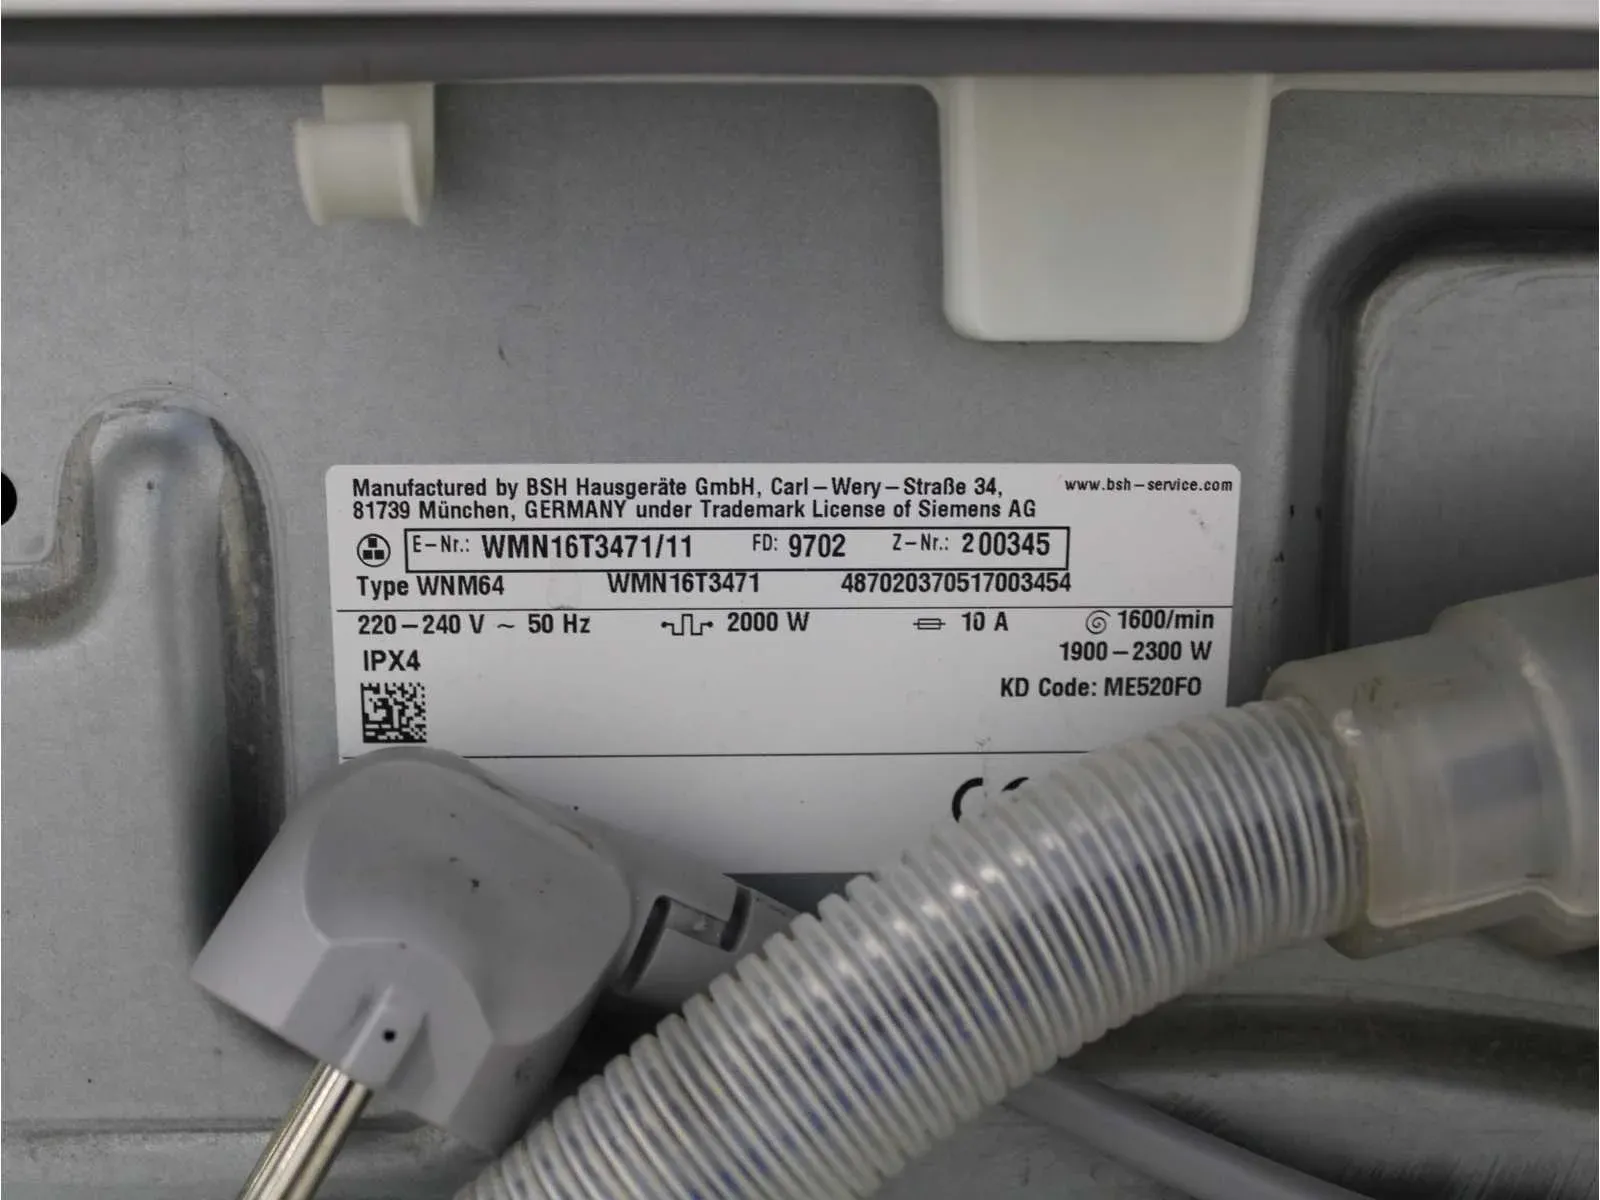 Manufactured by BSH Hausgeräte GmbH, Carl-Wery-Straße 34, www.bsh-service.com
81739 München, GERMANY under Trademark License of Siemens AG
E-Nr.: WMN16T3471/11 FD: 9702 Z-Nr.: 200345
Type WNM64 WMN16T3471 487020370517003454
220-240 V ~ 50 Hz 2000 W 10 A 1600/min
1900-2300 W
IPX4
KD Code: ME520FO